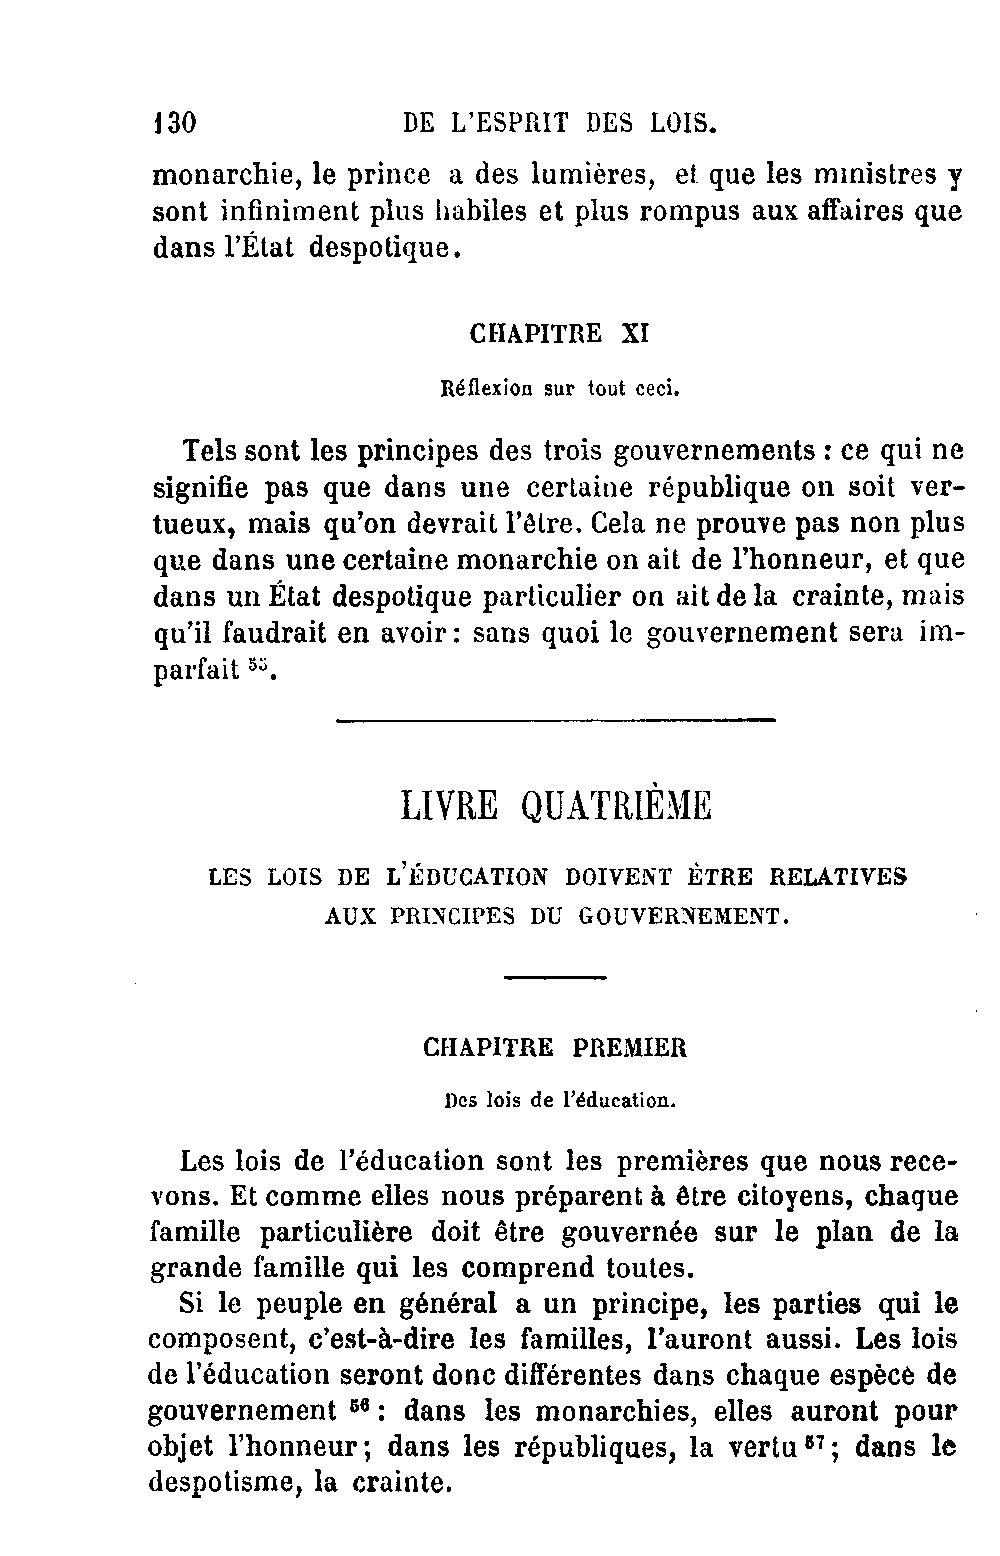 130 DE L'ESPRIT DES LOIS.
monarchie, le prince a des lumières, et que les ministres y
sont infiniment plus habiles et plus rompus aux affaires que
dans l'État despotique.
CHAPITRE XI
Réflexion sur tout ceci.
Tels sont les principes des trois gouvernements : ce qui ne
signifie pas que dans une certaine république on soit ver-
tueux, mais qu'on devrait l'être. Cela ne prouve pas non plus
que dans une certaine monarchie on ait de l'honneur, et que
dans un État despotique particulier on ait de la crainte, mais
qu'il faudrait en avoir : sans quoi le gouvernement sera im-
parfait ⁵⁵.
LIVRE QUATRIÈME
LES LOIS DE L'ÉDUCATION DOIVENT ÊTRE RELATIVES
AUX PRINCIPES DU GOUVERNEMENT.
CHAPITRE PREMIER
Des lois de l'éducation.
Les lois de l'éducation sont les premières que nous rece-
vons. Et comme elles nous préparent à être citoyens, chaque
famille particulière doit être gouvernée sur le plan de la
grande famille qui les comprend toutes.
Si le peuple en général a un principe, les parties qui le
composent, c'est-à-dire les familles, l'auront aussi. Les lois
de l'éducation seront donc différentes dans chaque espèce de
gouvernement ⁵⁶ : dans les monarchies, elles auront pour
objet l'honneur ; dans les républiques, la vertu ⁵⁷ ; dans le
despotisme, la crainte.